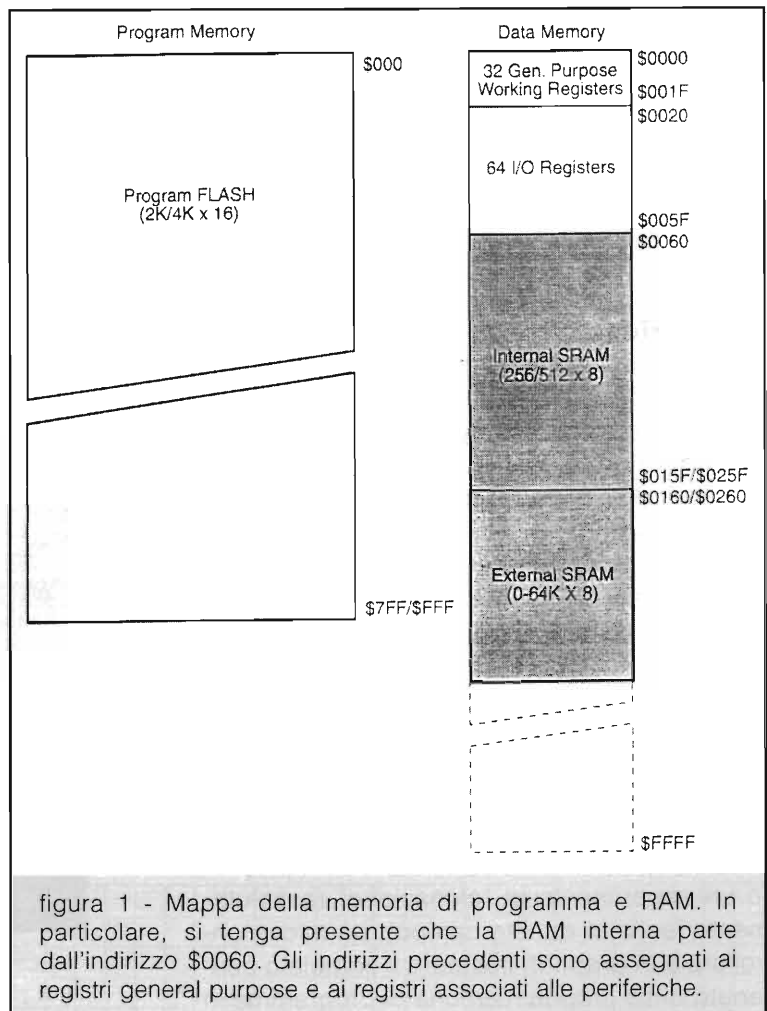 Program Memory
$000
Program FLASH
(2K/4K x 16)
$7FF/$FFF
Data Memory
32 Gen. Purpose
Working Registers
$0000
$001F
$0020
64 I/O Registers
$005F
$0060
Internal SRAM
(256/512 x 8)
$015F/$025F
$0160/$0260
External SRAM
(0-64K X 8)
$FFFF
figura 1 - Mappa della memoria di programma e RAM. In
particolare, si tenga presente che la RAM interna parte
dall'indirizzo $0060. Gli indirizzi precedenti sono assegnati ai
registri general purpose e ai registri associati alle periferiche.